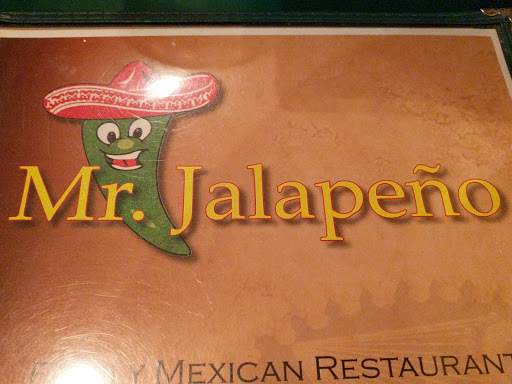 Mr. Jalapeño
Mexican Restaurant